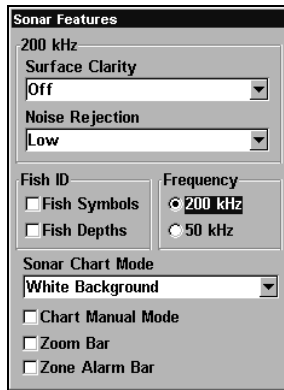 Sonar Features
200 kHz
Surface Clarity
Off
Noise Rejection
Low
Fish ID
Fish Symbols
Fish Depths
Frequency
200 kHz
50 kHz
Sonar Chart Mode
White Background
Chart Manual Mode
Zoom Bar
Zone Alarm Bar